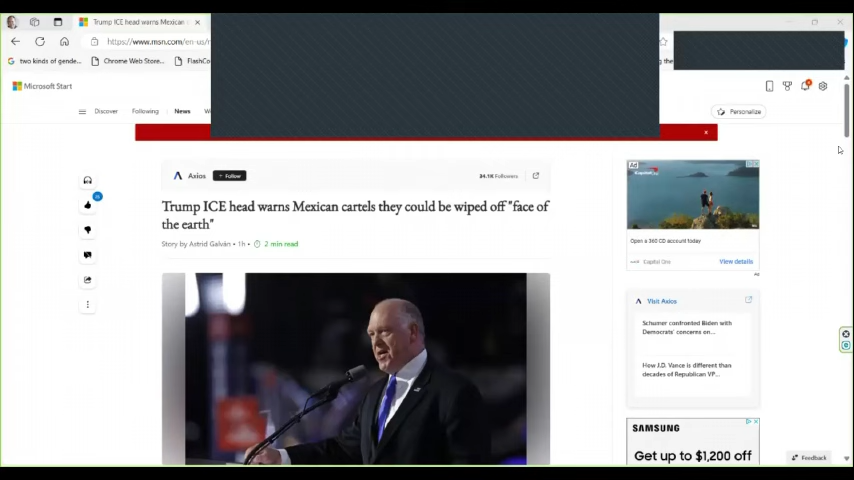 Trump ICE head warns Mexican c
https://www.msn.com/en-us/
two kinds of gende...
Chrome Web Store...
FlashCo
Microsoft Start
Discover
Following
News
Personalize
Axios
+ Follow
34.1K Followers
Trump ICE head warns Mexican cartels they could be wiped off "face of
the earth"
Story by Astrid Galván • 1h •
2 min read
Ad
Open a 360 CD account today
Capital One
View details
Ad
Visit Axios
Schumer confronted Biden with
Democrats' concerns on...
How J.D. Vance is different than
decades of Republican VP...
SAMSUNG
Get up to $1,200 off
Feedback